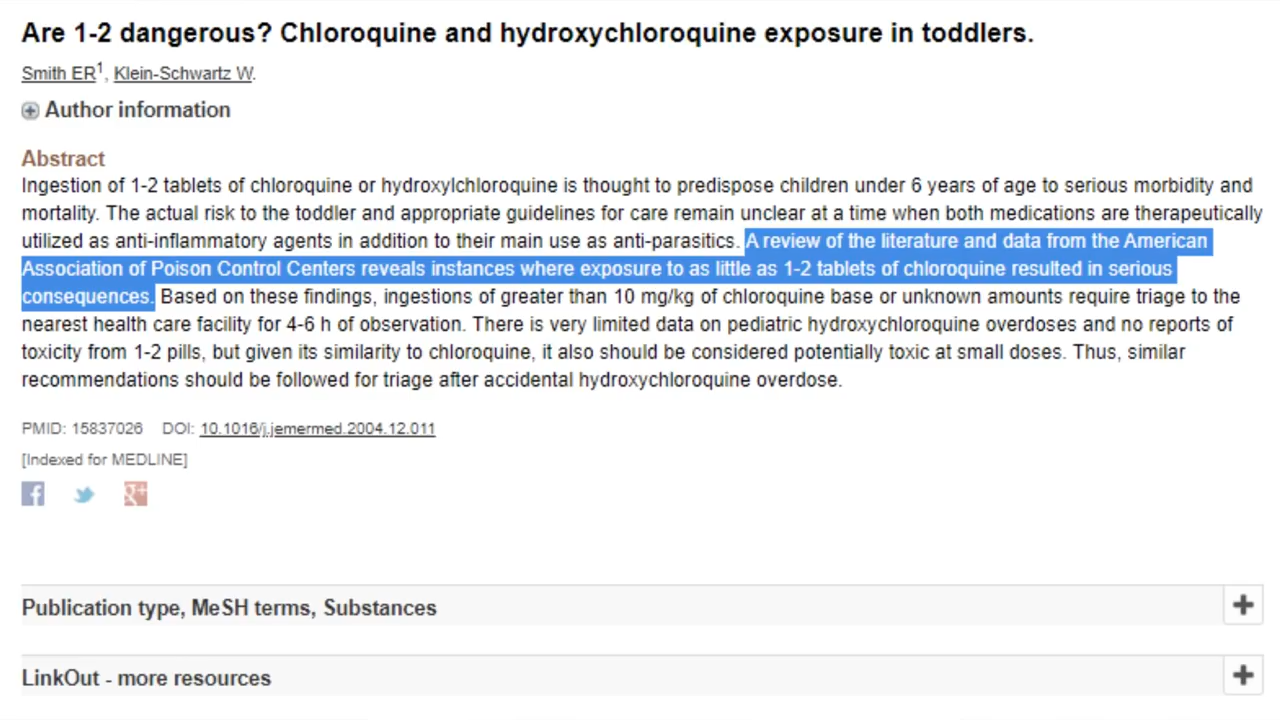 Are 1-2 dangerous? Chloroquine and hydroxychloroquine exposure in toddlers.
Smith ER1, Klein-Schwartz W.
Author information
Abstract
Ingestion of 1-2 tablets of chloroquine or hydroxylchloroquine is thought to predispose children under 6 years of age to serious morbidity and
mortality. The actual risk to the toddler and appropriate guidelines for care remain unclear at a time when both medications are therapeutically
utilized as anti-inflammatory agents in addition to their main use as anti-parasitics. A review of the literature and data from the American
Association of Poison Control Centers reveals instances where exposure to as little as 1-2 tablets of chloroquine resulted in serious
consequences. Based on these findings, ingestions of greater than 10 mg/kg of chloroquine base or unknown amounts require triage to the
nearest health care facility for 4-6 h of observation. There is very limited data on pediatric hydroxychloroquine overdoses and no reports of
toxicity from 1-2 pills, but given its similarity to chloroquine, it also should be considered potentially toxic at small doses. Thus, similar
recommendations should be followed for triage after accidental hydroxychloroquine overdose.
PMID: 15837026 DOI: 10.1016/j.jemermed.2004.12.011
[Indexed for MEDLINE]
f g+
Publication type, MeSH terms, Substances +
LinkOut - more resources +